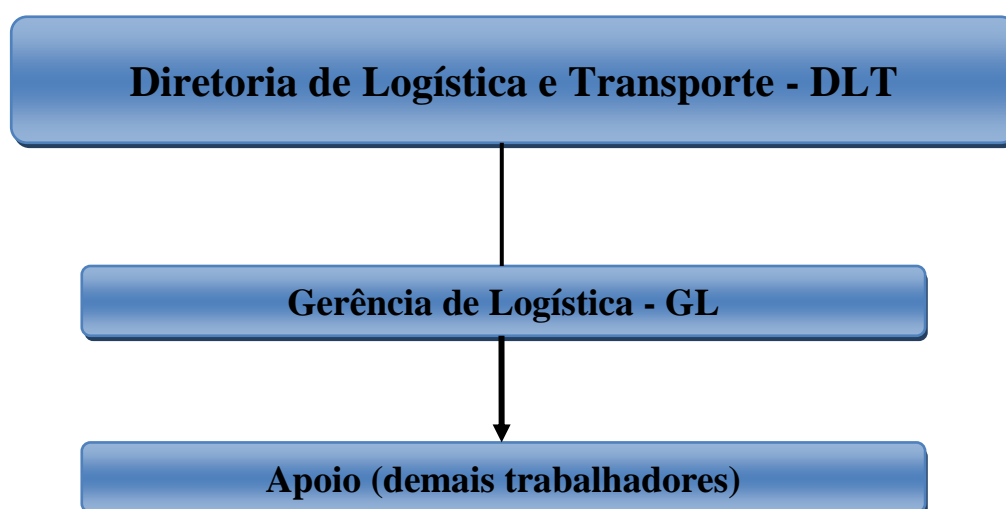 Diretoria de Logística e Transporte - DLT
Gerência de Logística - GL
Apoio (demais trabalhadores)